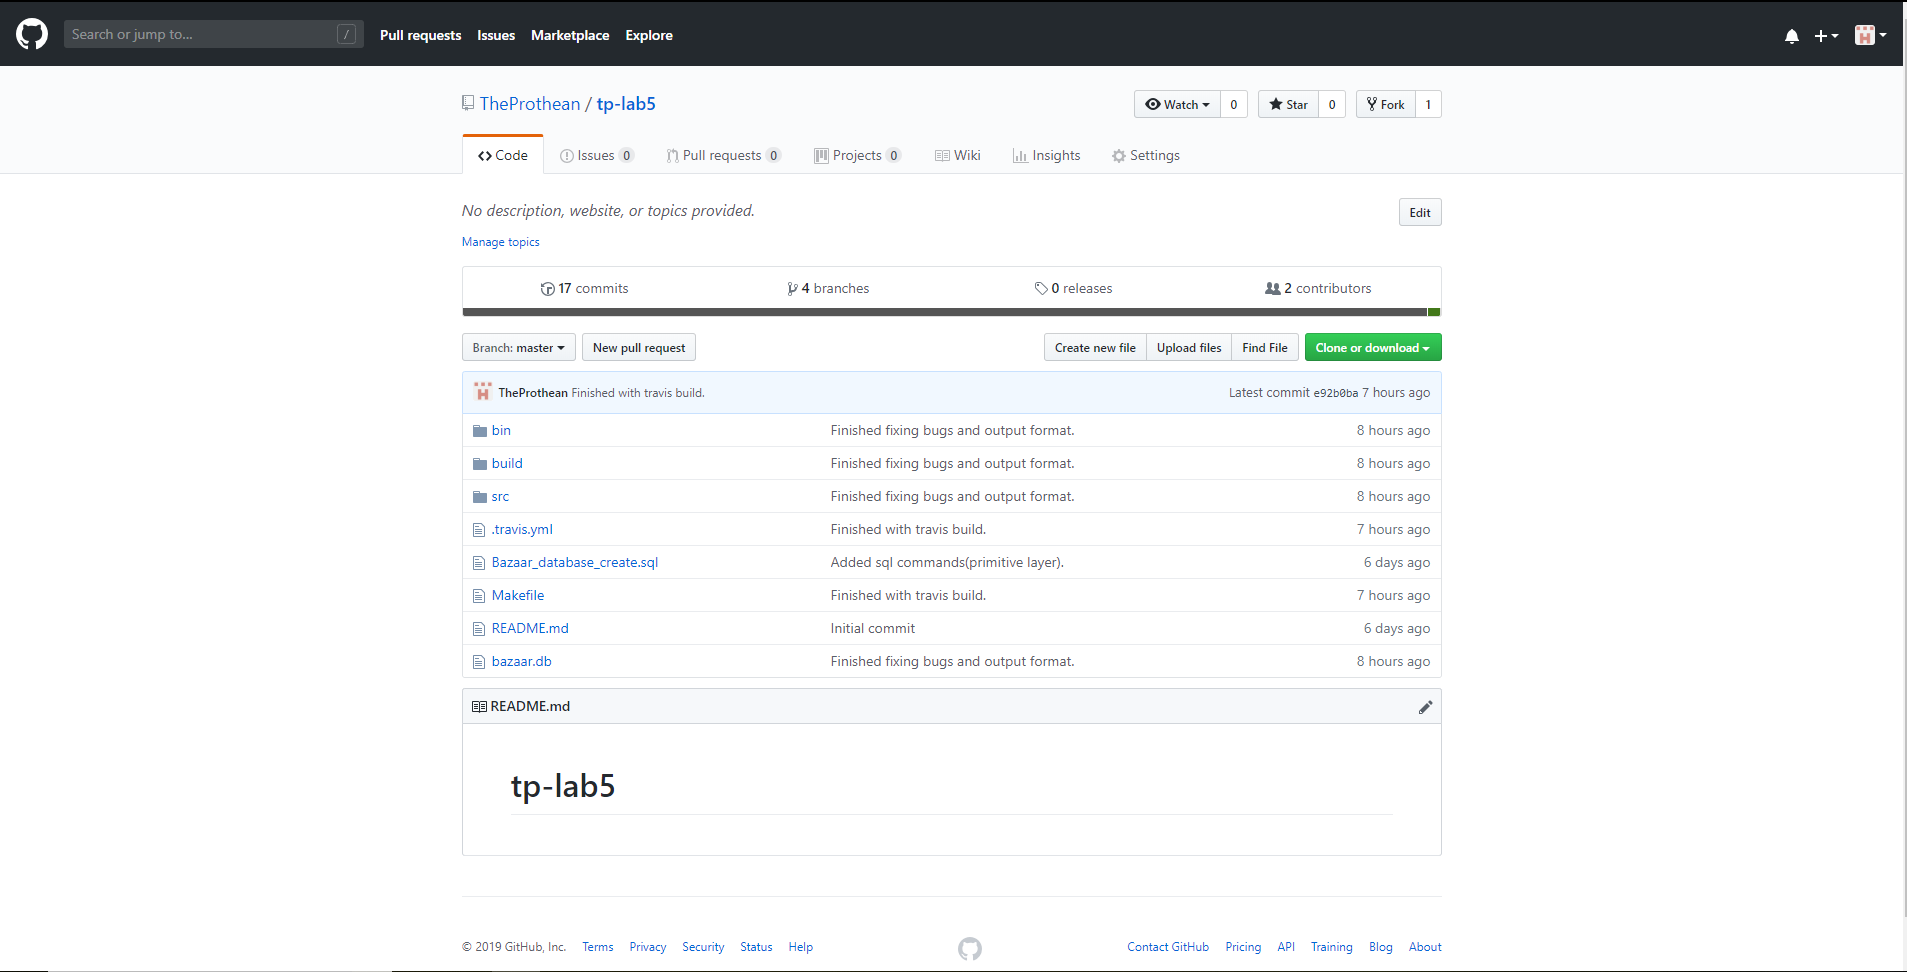 Search or jump to... / Pull requests Issues Marketplace Explore
TheProthean / tp-lab5 Watch 0 Star 0 Fork 1
Code Issues 0 Pull requests 0 Projects 0 Wiki Insights Settings
No description, website, or topics provided. Edit
Manage topics
17 commits 4 branches 0 releases 2 contributors
Branch: master New pull request Create new file Upload files Find File Clone or download
TheProthean Finished with travis build. Latest commit e92b0ba 7 hours ago
bin Finished fixing bugs and output format. 8 hours ago
build Finished fixing bugs and output format. 8 hours ago
src Finished fixing bugs and output format. 8 hours ago
.travis.yml Finished with travis build. 7 hours ago
Bazaar_database_create.sql Added sql commands(primitive layer). 6 days ago
Makefile Finished with travis build. 7 hours ago
README.md Initial commit 6 days ago
bazaar.db Finished fixing bugs and output format. 8 hours ago
README.md
tp-lab5
© 2019 GitHub, Inc. Terms Privacy Security Status Help Contact GitHub Pricing API Training Blog About